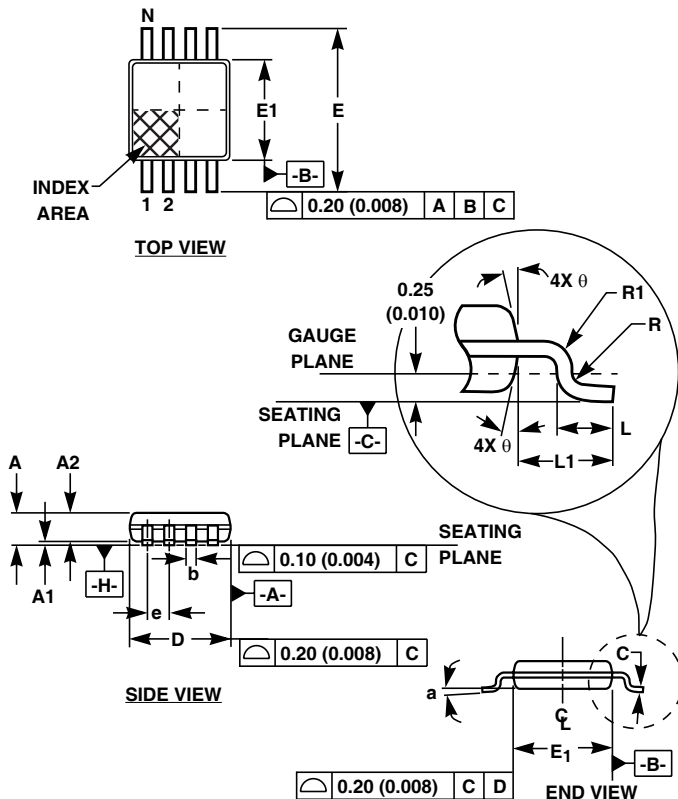 N
E1
E
-B-
INDEX
AREA
1 2
0.20 (0.008) A B C
TOP VIEW
0.25
(0.010)
4X θ
R1
R
GAUGE
PLANE
SEATING
PLANE
-C-
4X θ
L
L1
A
A2
SEATING
PLANE
0.10 (0.004) C
A1
-H-
b
-A-
e
D
0.20 (0.008) C
SIDE VIEW
C
a
CL
E1
-B-
0.20 (0.008) C D
END VIEW